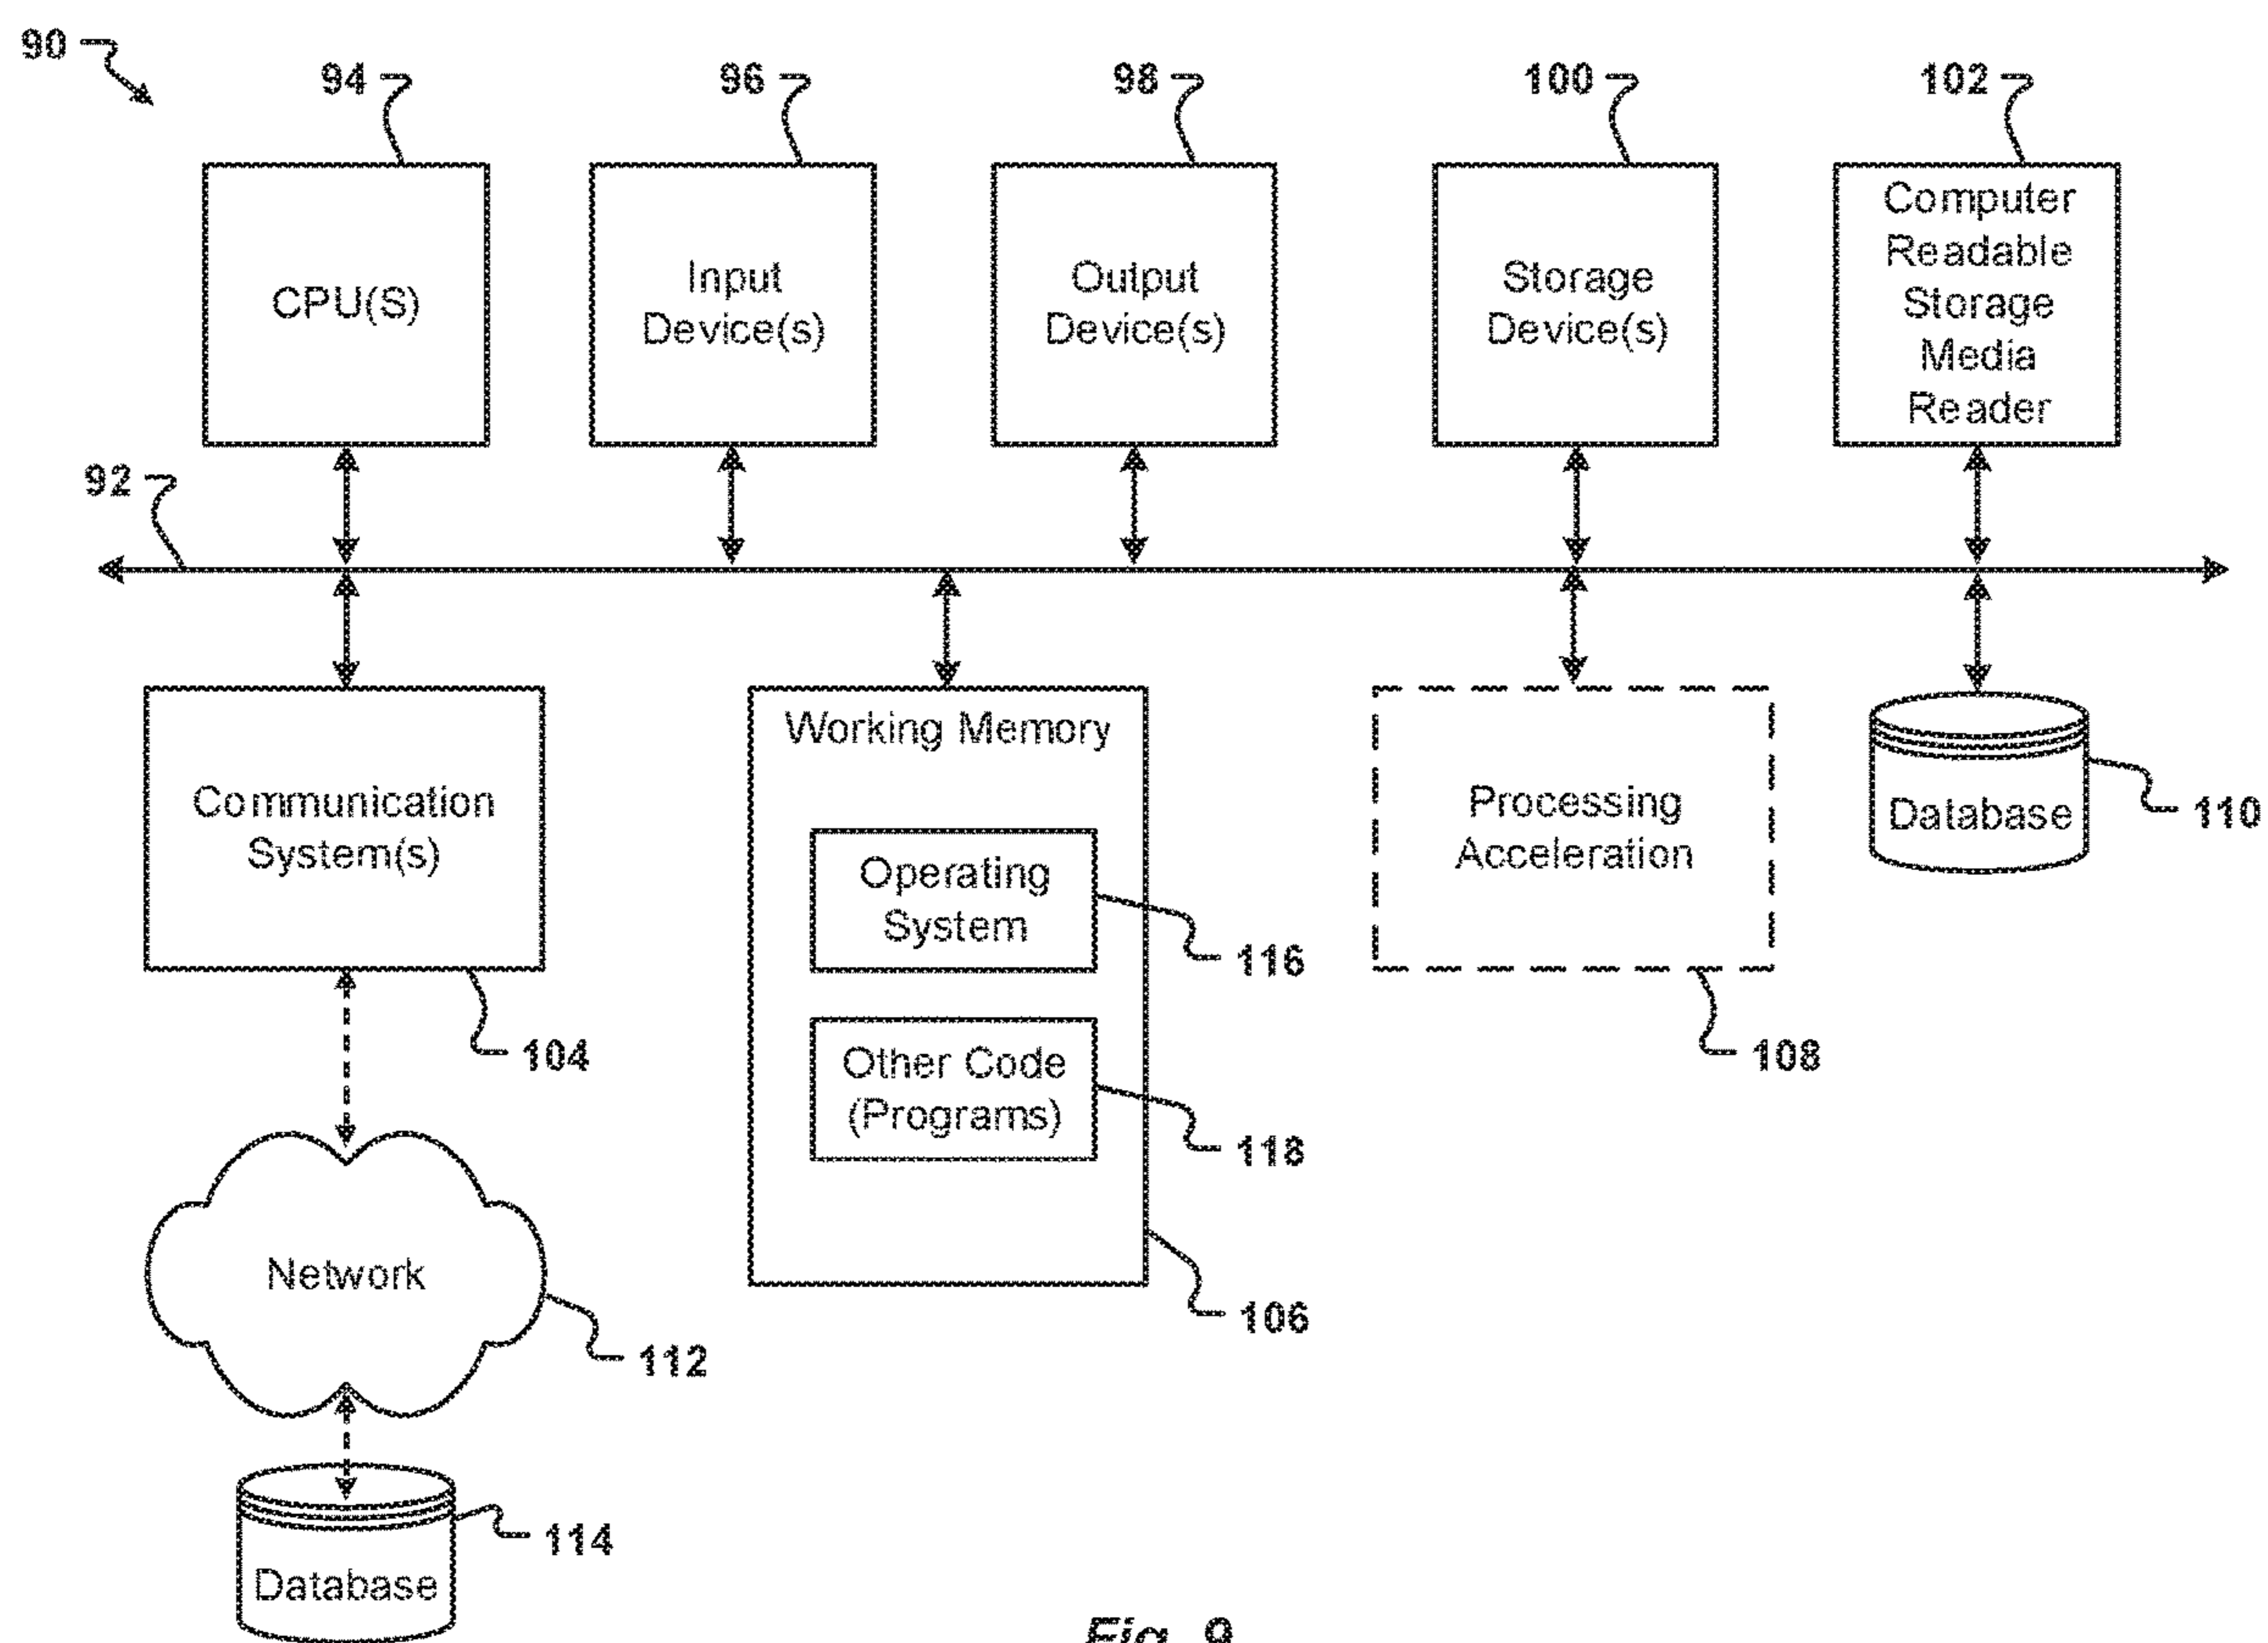 90
94
96
98
100
102
CPU(S)
Input
Device(s)
Output
Device(s)
Storage
Device(s)
Computer
Readable
Storage
Media
Reader
92
Communication
System(s)
104
Working Memory
Operating
System
116
Other Code
(Programs)
118
106
Processing
Acceleration
108
Database
110
Network
112
Database
114
Fig. 9